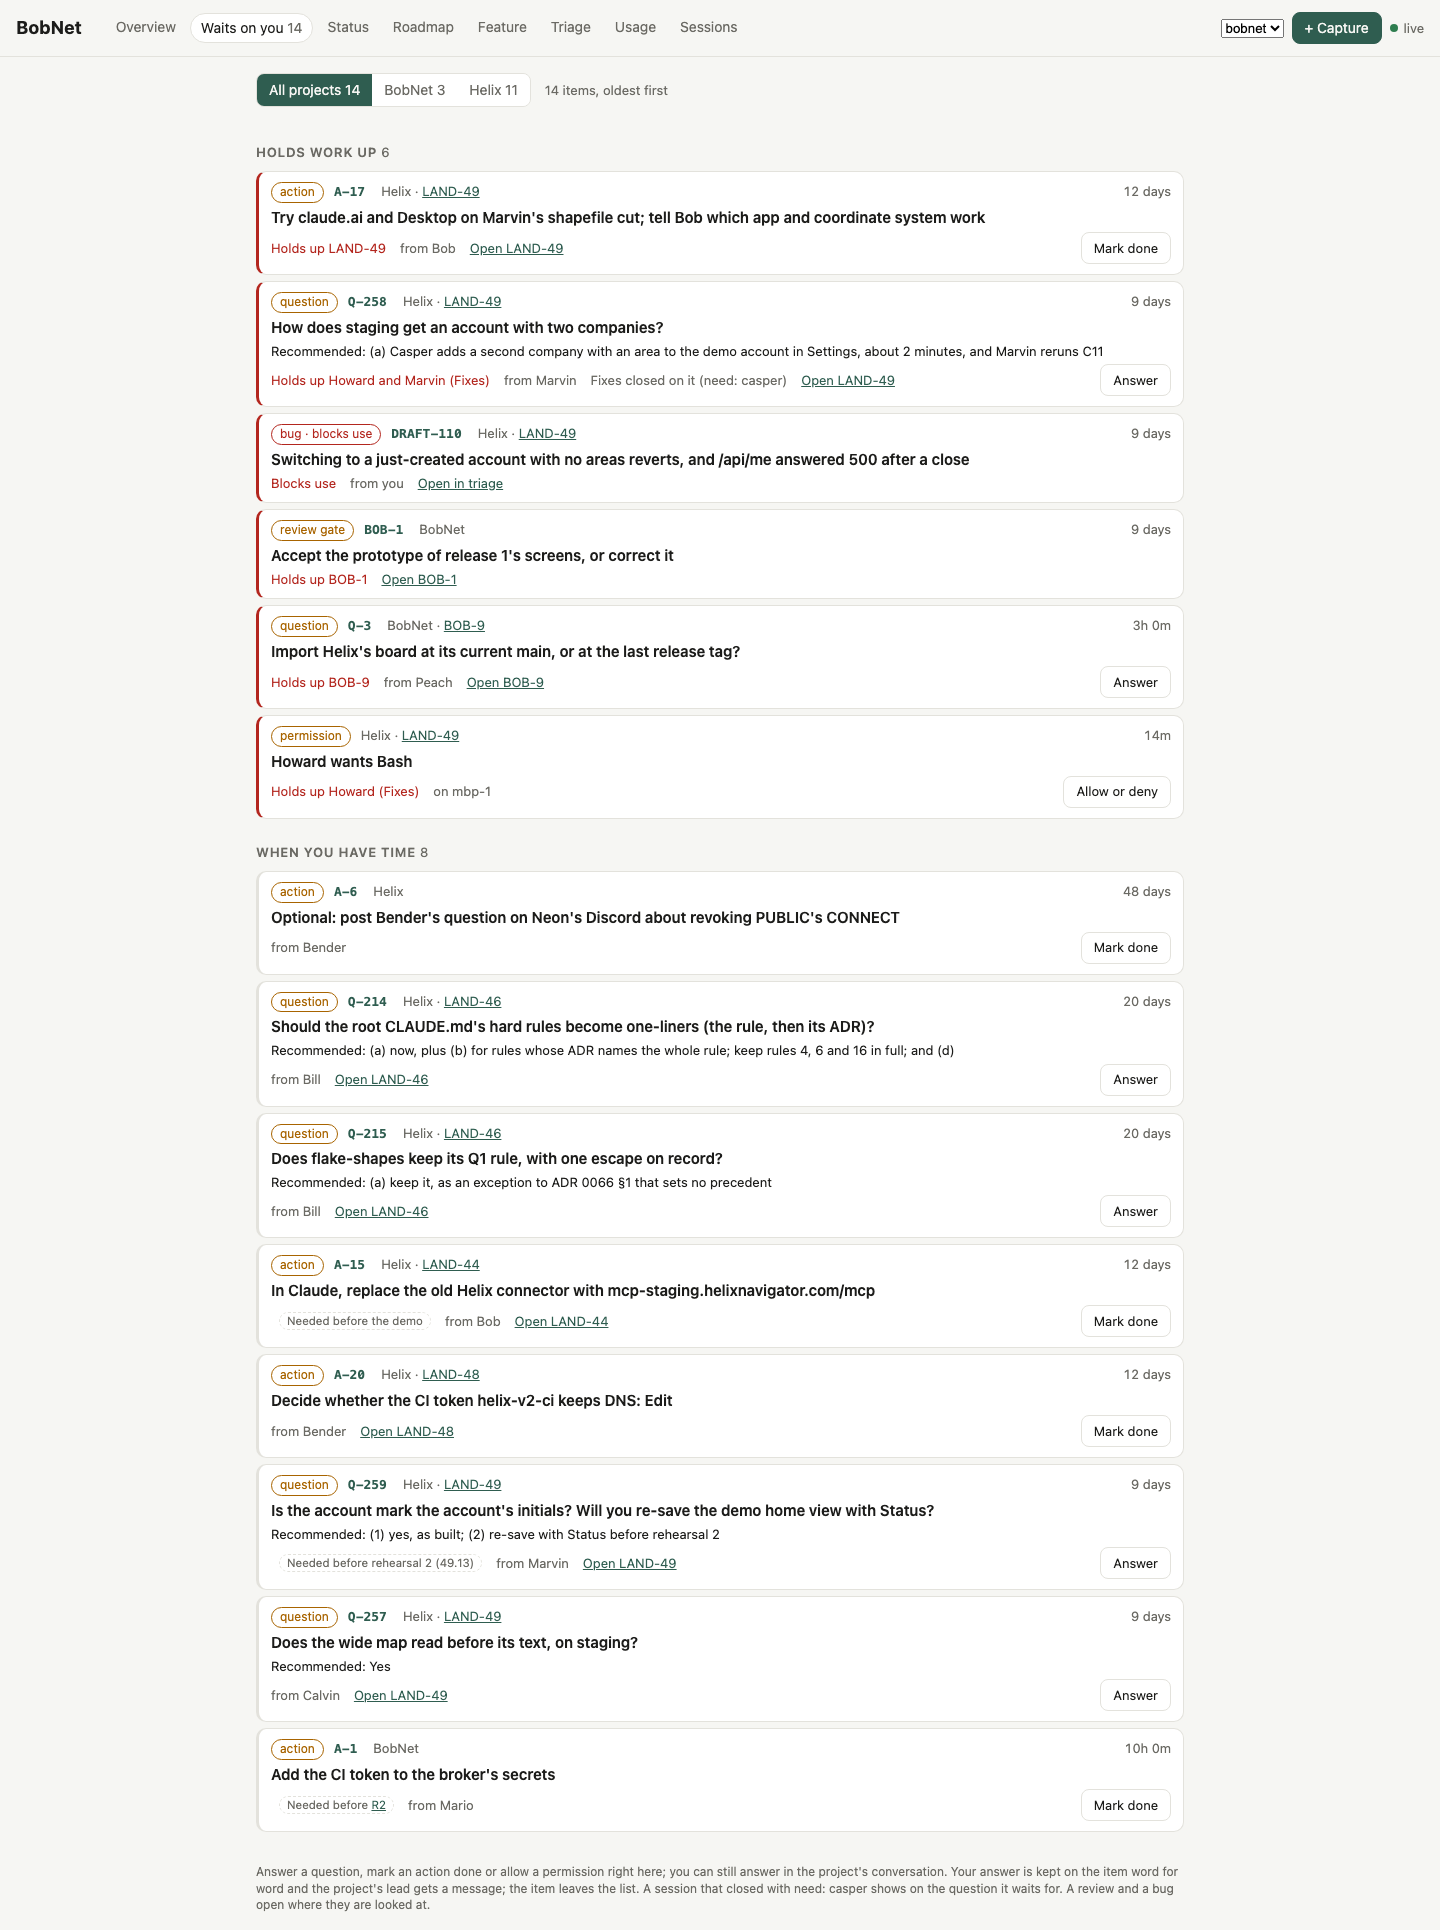 BobNet Overview Waits on you 14 Status Roadmap Feature Triage Usage Sessions bobnet + Capture live
All projects 14 BobNet 3 Helix 11 14 items, oldest first
HOLDS WORK UP 6
action A-17 Helix · LAND-49 12 days
Try claude.ai and Desktop on Marvin's shapefile cut; tell Bob which app and coordinate system work
Holds up LAND-49 from Bob Open LAND-49 Mark done
question Q-258 Helix · LAND-49 9 days
How does staging get an account with two companies?
Recommended: (a) Casper adds a second company with an area to the demo account in Settings, about 2 minutes, and Marvin reruns C11
Holds up Howard and Marvin (Fixes) from Marvin Fixes closed on it (need: casper) Open LAND-49 Answer
bug · blocks use DRAFT-110 Helix · LAND-49 9 days
Switching to a just-created account with no areas reverts, and /api/me answered 500 after a close
Blocks use from you Open in triage
review gate BOB-1 BobNet 9 days
Accept the prototype of release 1's screens, or correct it
Holds up BOB-1 Open BOB-1
question Q-3 BobNet · BOB-9 3h 0m
Import Helix's board at its current main, or at the last release tag?
Holds up BOB-9 from Peach Open BOB-9 Answer
permission Helix · LAND-49 14m
Howard wants Bash
Holds up Howard (Fixes) on mbp-1 Allow or deny
WHEN YOU HAVE TIME 8
action A-6 Helix 48 days
Optional: post Bender's question on Neon's Discord about revoking PUBLIC's CONNECT
from Bender Mark done
question Q-214 Helix · LAND-46 20 days
Should the root CLAUDE.md's hard rules become one-liners (the rule, then its ADR)?
Recommended: (a) now, plus (b) for rules whose ADR names the whole rule; keep rules 4, 6 and 16 in full; and (d)
from Bill Open LAND-46 Answer
question Q-215 Helix · LAND-46 20 days
Does flake-shapes keep its Q1 rule, with one escape on record?
Recommended: (a) keep it, as an exception to ADR 0066 §1 that sets no precedent
from Bill Open LAND-46 Answer
action A-15 Helix · LAND-44 12 days
In Claude, replace the old Helix connector with mcp-staging.helixnavigator.com/mcp
Needed before the demo from Bob Open LAND-44 Mark done
action A-20 Helix · LAND-48 12 days
Decide whether the CI token helix-v2-ci keeps DNS: Edit
from Bender Open LAND-48 Mark done
question Q-259 Helix · LAND-49 9 days
Is the account mark the account's initials? Will you re-save the demo home view with Status?
Recommended: (1) yes, as built; (2) re-save with Status before rehearsal 2
Needed before rehearsal 2 (49.13) from Marvin Open LAND-49 Answer
question Q-257 Helix · LAND-49 9 days
Does the wide map read before its text, on staging?
Recommended: Yes
from Calvin Open LAND-49 Answer
action A-1 BobNet 10h 0m
Add the CI token to the broker's secrets
Needed before R2 from Mario Mark done
Answer a question, mark an action done or allow a permission right here; you can still answer in the project's conversation. Your answer is kept on the item word for
word and the project's lead gets a message; the item leaves the list. A session that closed with need: casper shows on the question it waits for. A review and a bug
open where they are looked at.